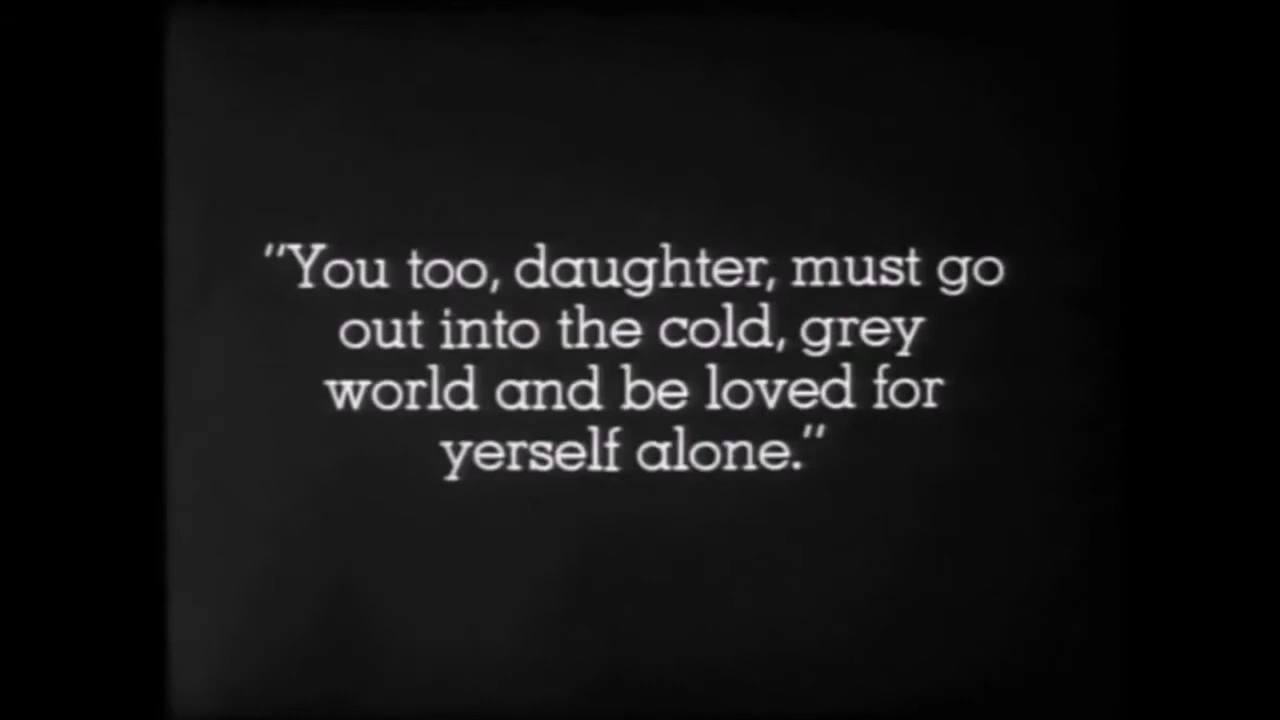 "You too, daughter, must go
out into the cold, grey
world and be loved for
yerself alone."